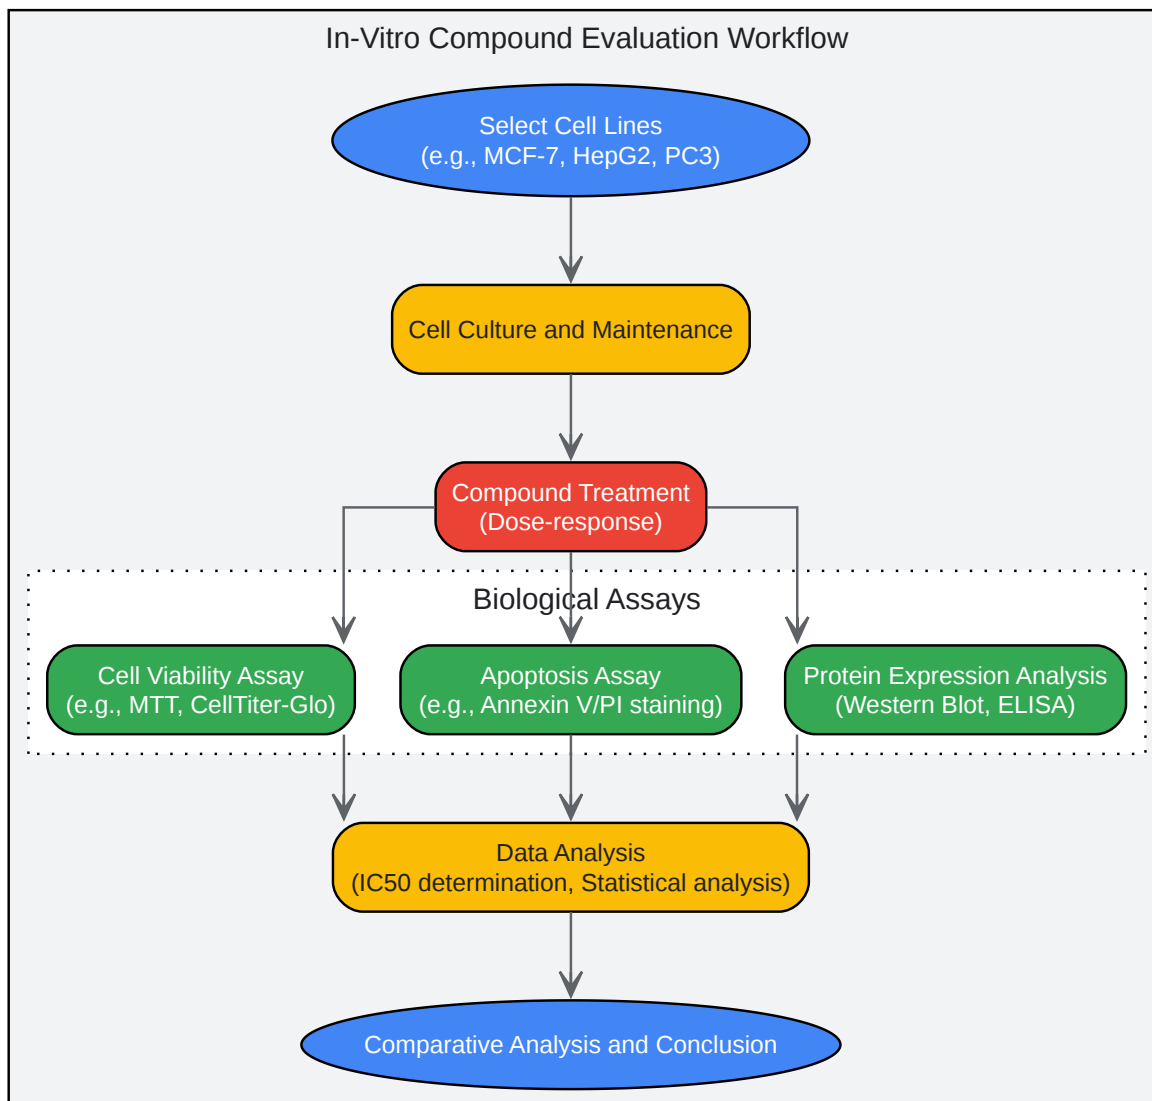 In-Vitro Compound Evaluation Workflow
Select Cell Lines
(e.g., MCF-7, HepG2, PC3)
Cell Culture and Maintenance
Compound Treatment
(Dose-response)
Biological Assays
Cell Viability Assay
(e.g., MTT, CellTiter-Glo)
Apoptosis Assay
(e.g., Annexin V/PI staining)
Protein Expression Analysis
(Western Blot, ELISA)
Data Analysis
(IC50 determination, Statistical analysis)
Comparative Analysis and Conclusion